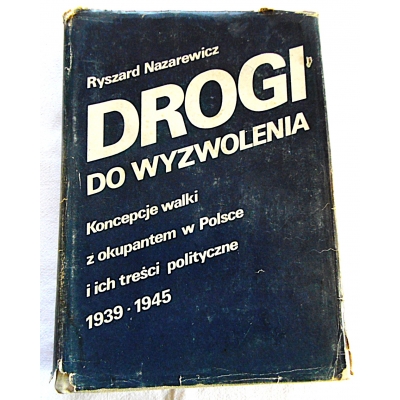 Ryszard Nazarewicz
DROGI
DO WYZWOLENIA
Koncepcje walki
z okupantem w Polsce
i ich treści polityczne
1939 • 1945